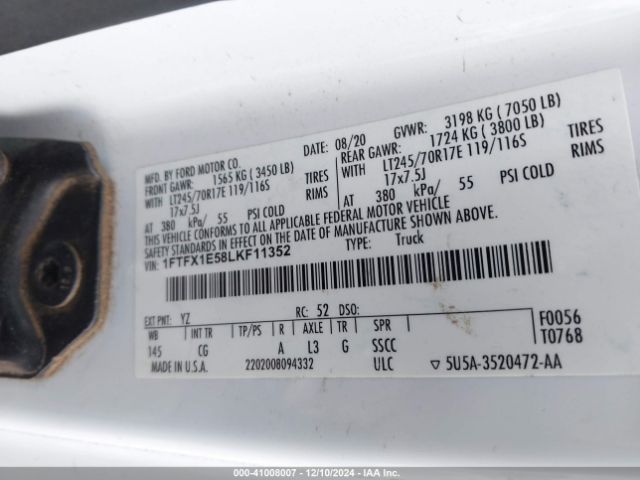 MFD. BY FORD MOTOR CO. 08/20 GVWR: 3198 KG ( 7050 LB)
FRONT GAWR: 1565 KG ( 3450 LB) REAR GAWR: 1724 KG ( 3800 LB)
WITH LT245/70R17E 119/116S TIRES WITH LT245/70R17E 119/116S TIRES
17x7.5J RIMS 17x7.5J RIMS
AT 380 kPa/ 55 PSI COLD AT 380 kPa/ 55 PSI COLD
THIS VEHICLE CONFORMS TO ALL APPLICABLE FEDERAL MOTOR VEHICLE
SAFETY STANDARDS IN EFFECT ON THE DATE OF MANUFACTURE SHOWN ABOVE.
VIN: 1FTFX1E58LKF11352 TYPE: Truck
EXT PNT: YZ RC: 52 DSO: F0056
WB INT TR TP/PS R AXLE TR SPR T0768
145 CG A L3 G SSCC
MADE IN U.S.A. 2202008094332 ULC ▽ 5U5A-3520472-AA
000-41008007 - 12/10/2024 - IAA Inc.